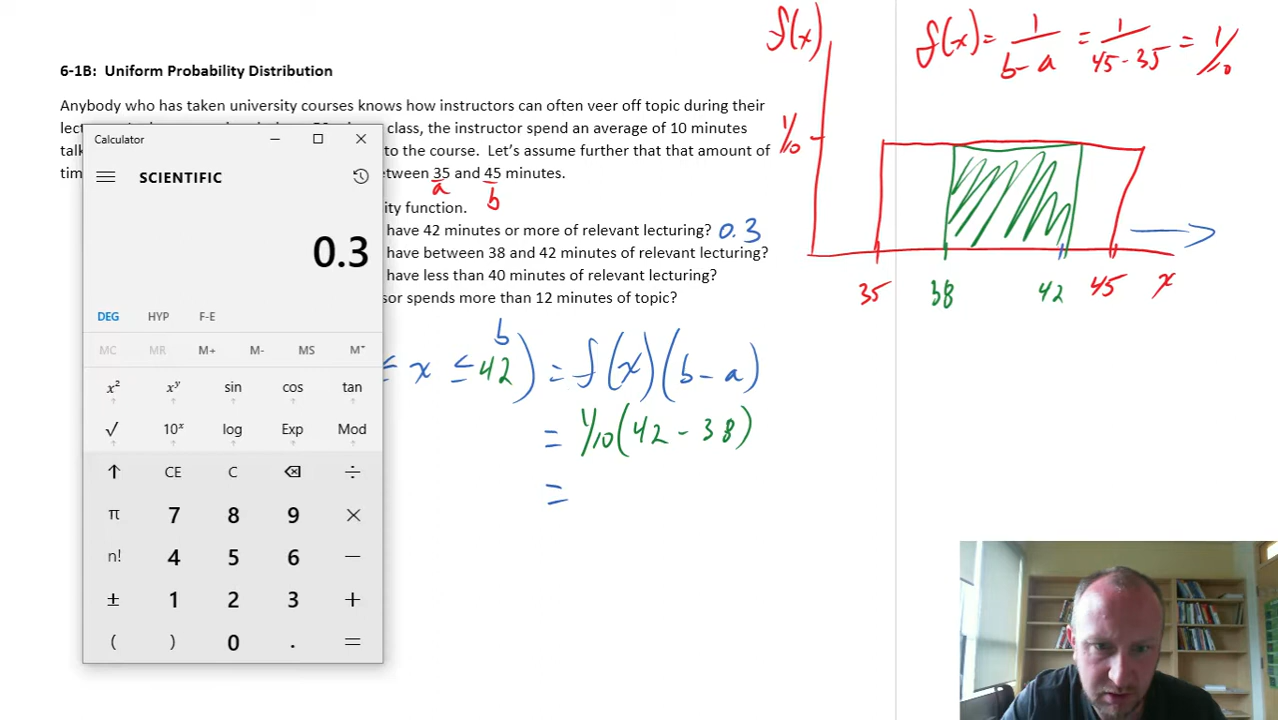 6-1B: Uniform Probability Distribution
Anybody who has taken university courses knows how instructors can often veer off topic during their
class, the instructor spend an average of 10 minutes
to the course. Let's assume further that that amount of
35 and 45 minutes.
a b
function.
have 42 minutes or more of relevant lecturing? 0.3
have between 38 and 42 minutes of relevant lecturing?
have less than 40 minutes of relevant lecturing?
spends more than 12 minutes of topic?
b
≤ x ≤ 42) = f(x)(b-a)
= 1/10(42-38)
=
f(x)
f(x) = 1/(b-a) = 1/(45-35) = 1/10
1/10
35 38 42 45 x
Calculator
SCIENTIFIC
0.3
DEG HYP F-E
MC MR M+ M- MS M˅
x² xʸ sin cos tan
√ 10ˣ log Exp Mod
↑ CE C ⌫ ÷
π 7 8 9 ×
n! 4 5 6 −
± 1 2 3 +
( ) 0 . =